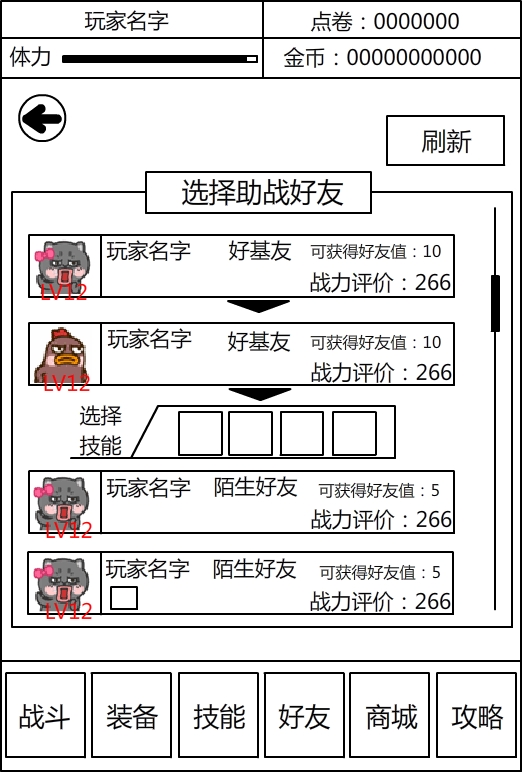 玩家名字
点卷：0000000
体力
金币：00000000000
刷新
选择助战好友
玩家名字 好基友 可获得好友值：10
战力评价：266
LV12
玩家名字 好基友 可获得好友值：10
战力评价：266
LV12
选择
技能
玩家名字 陌生好友 可获得好友值：5
战力评价：266
LV12
玩家名字 陌生好友 可获得好友值：5
战力评价：266
LV12
战斗 装备 技能 好友 商城 攻略